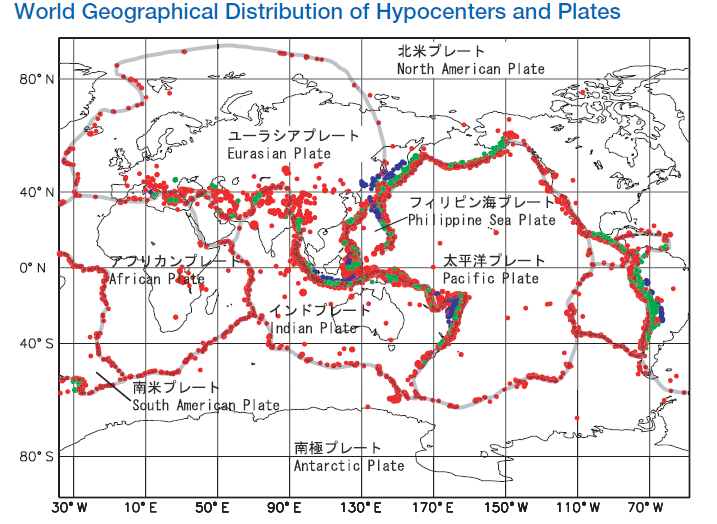 World Geographical Distribution of Hypocenters and Plates
北米プレート
North American Plate
80° N
ユーラシアプレート
Eurasian Plate
40° N
フィリピン海プレート
Philippine Sea Plate
アフリカンプレート
African Plate
太平洋プレート
Pacific Plate
0° N
インドプレート
Indian Plate
40° S
南米プレート
South American Plate
南極プレート
Antarctic Plate
80° S
30° W 10° E 50° E 90° E 130° E 170° E 150° W 110° W 70° W